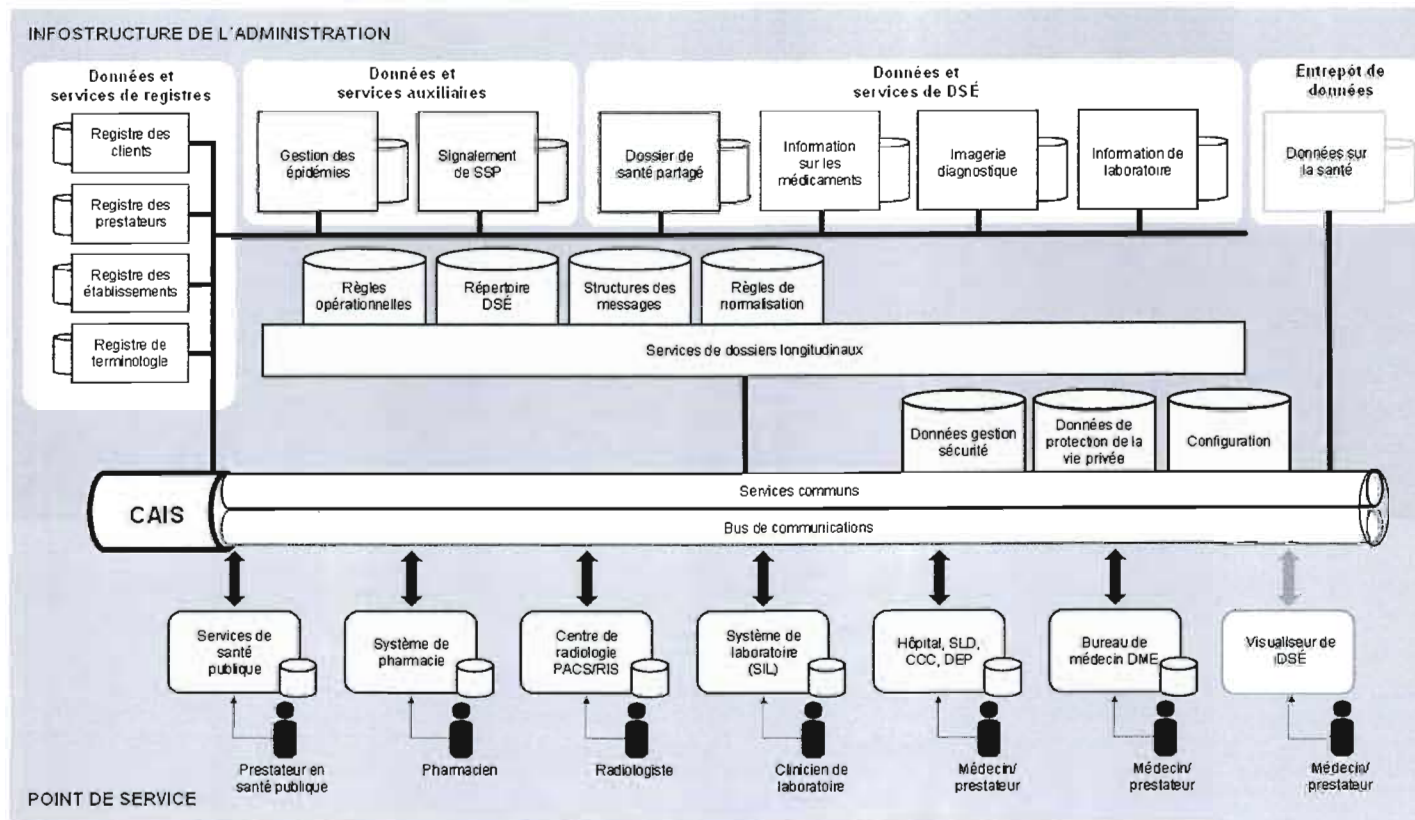 INFOSTRUCTURE DE L'ADMINISTRATION
Données et
services de registres
Registre des
clients
Registre des
prestateurs
Registre des
établissements
Registre de
terminologie
Données et
services auxiliaires
Gestion des
épidémies
Signalement
de SSP
Données et
services de DSÉ
Dossier de
santé partagé
Information
sur les
médicaments
Imagerie
diagnostique
Information de
laboratoire
Entrepôt de
données
Données sur
la santé
Règles
opérationnelles
Répertoire
DSÉ
Structures des
messages
Règles de
normalisation
Services de dossiers longitudinaux
Données gestion
sécurité
Données de
protection de la
vie privée
Configuration
CAIS
Services communs
Bus de communications
Services de
santé
publique
Système de
pharmacie
Centre de
radiologie
PACS/RIS
Système de
laboratoire
(SIL)
Hôpital, SLD,
CCC, DEP
Bureau de
médecin DME
Visualiseur de
iDSÉ
Prestateur en
santé publique
Pharmacien
Radiologiste
Clinicien de
laboratoire
Médecin/
prestateur
Médecin/
prestateur
Médecin/
prestateur
POINT DE SERVICE